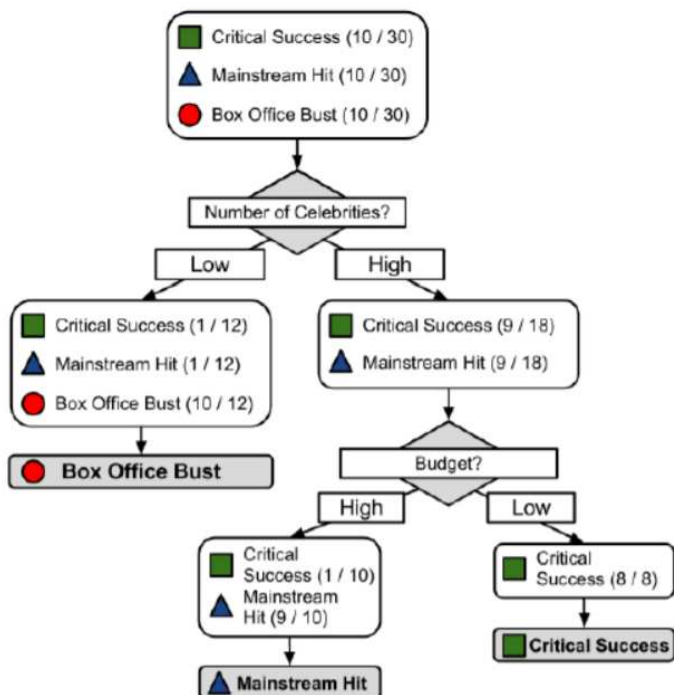 Critical Success (10 / 30)
Mainstream Hit (10 / 30)
Box Office Bust (10 / 30)
Number of Celebrities?
Low
High
Critical Success (1 / 12)
Mainstream Hit (1 / 12)
Box Office Bust (10 / 12)
Critical Success (9 / 18)
Mainstream Hit (9 / 18)
Box Office Bust
Budget?
High
Low
Critical
Success (1 / 10)
Mainstream
Hit (9 / 10)
Critical
Success (8 / 8)
Critical Success
Mainstream Hit